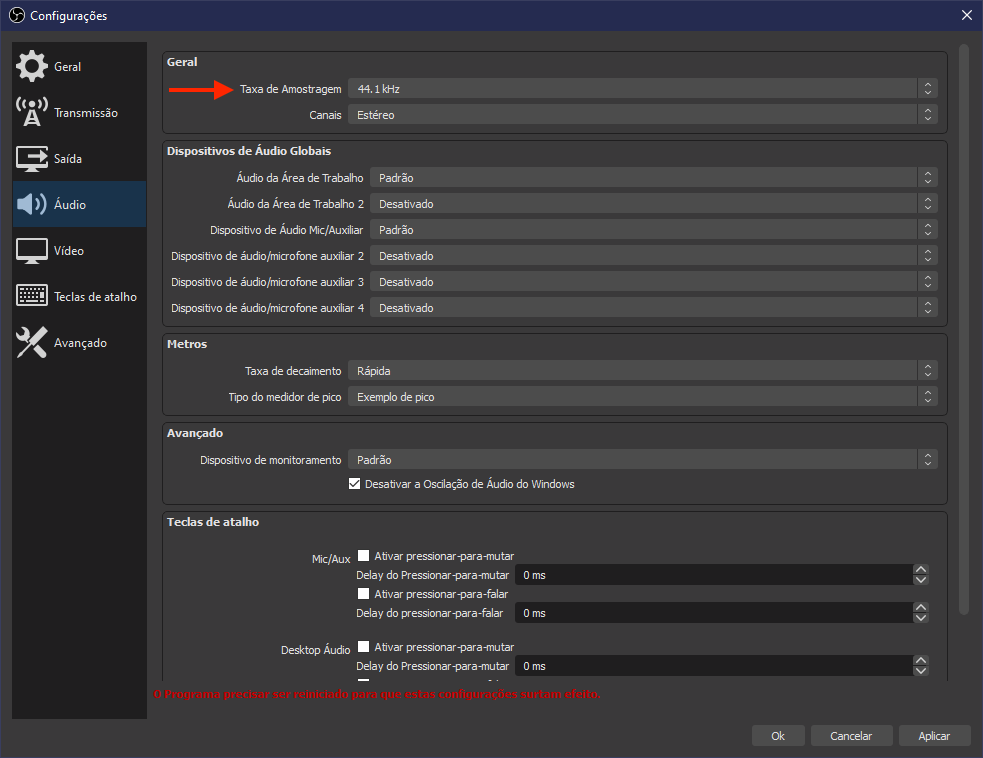 Configurações
Geral
Transmissão
Saída
Áudio
Vídeo
Teclas de atalho
Avançado
Geral
Taxa de Amostragem 44.1 kHz
Canais Estéreo
Dispositivos de Áudio Globais
Áudio da Área de Trabalho Padrão
Áudio da Área de Trabalho 2 Desativado
Dispositivo de Áudio Mic/Auxiliar Padrão
Dispositivo de áudio/microfone auxiliar 2 Desativado
Dispositivo de áudio/microfone auxiliar 3 Desativado
Dispositivo de áudio/microfone auxiliar 4 Desativado
Metros
Taxa de decaimento Rápida
Tipo do medidor de pico Exemplo de pico
Avançado
Dispositivo de monitoramento Padrão
Desativar a Oscilação de Áudio do Windows
Teclas de atalho
Mic/Aux Ativar pressionar-para-mutar
Delay do Pressionar-para-mutar 0 ms
Ativar pressionar-para-falar
Delay do pressionar-para-falar 0 ms
Desktop Áudio Ativar pressionar-para-mutar
Delay do Pressionar-para-mutar 0 ms
O Programa precisar ser reiniciado para que estas configurações surtam efeito.
Ok Cancelar Aplicar